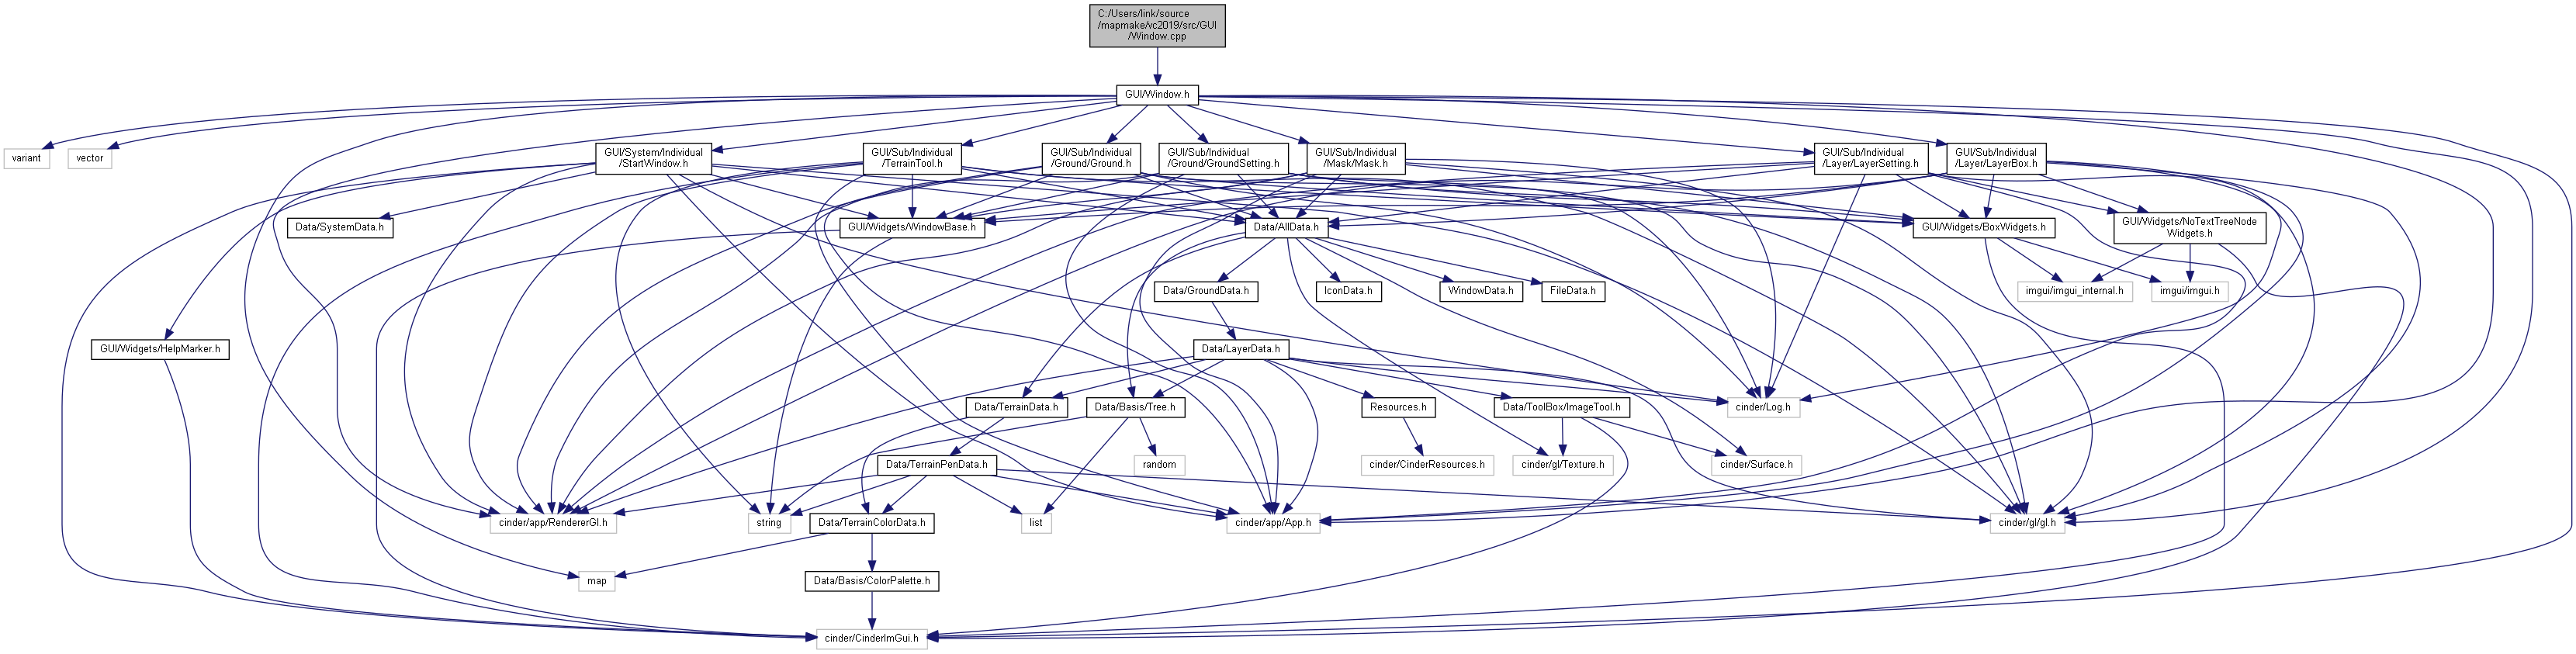 C:/Users/link/source
/mapmake/vc2019/src/GUI
/Window.cpp
GUI/Window.h
variant
vector
GUI/System/Individual
/StartWindow.h
GUI/Sub/Individual
/TerrainTool.h
GUI/Sub/Individual
/Ground/Ground.h
GUI/Sub/Individual
/Ground/GroundSetting.h
GUI/Sub/Individual
/Mask/Mask.h
GUI/Sub/Individual
/Layer/LayerSetting.h
GUI/Sub/Individual
/Layer/LayerBox.h
Data/SystemData.h
GUI/Widgets/WindowBase.h
Data/AllData.h
GUI/Widgets/BoxWidgets.h
GUI/Widgets/NoTextTreeNode
Widgets.h
Data/GroundData.h
IconData.h
WindowData.h
FileData.h
imgui/imgui_internal.h
imgui/imgui.h
GUI/Widgets/HelpMarker.h
Data/LayerData.h
Data/TerrainData.h
Data/Basis/Tree.h
Resources.h
Data/ToolBox/ImageTool.h
cinder/Log.h
Data/TerrainPenData.h
random
cinder/CinderResources.h
cinder/gl/Texture.h
cinder/Surface.h
cinder/app/RendererGl.h
string
Data/TerrainColorData.h
list
cinder/app/App.h
cinder/gl/gl.h
map
Data/Basis/ColorPalette.h
cinder/CinderImGui.h